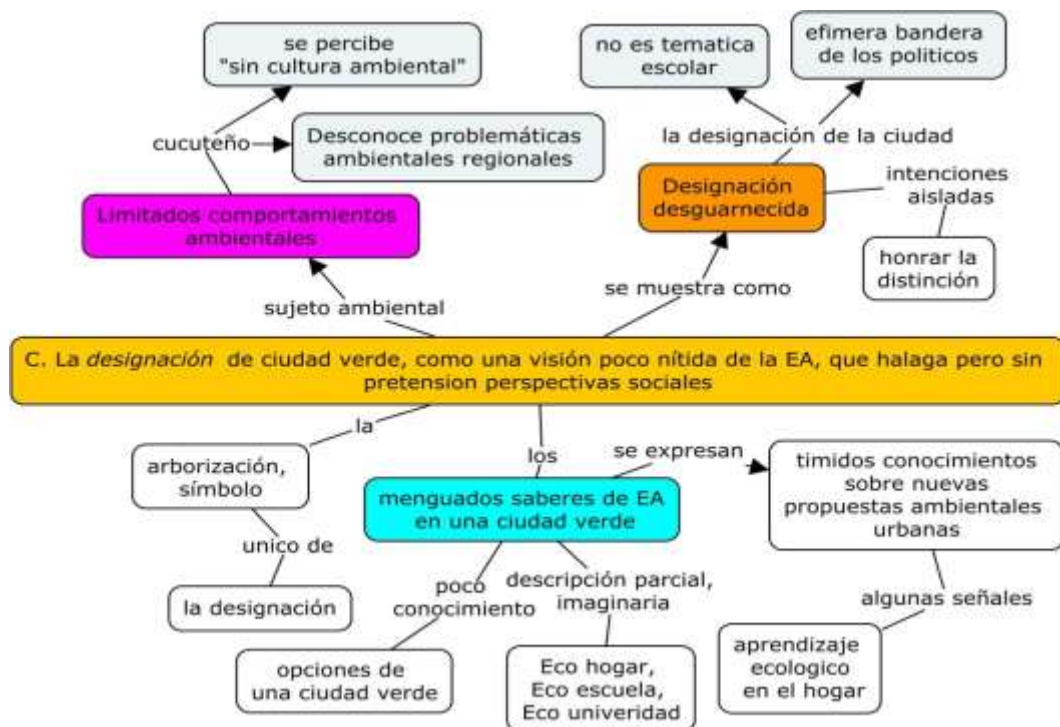 se percibe
"sin cultura ambiental"
no es tematica
escolar
efimera bandera
de los politicos
cucuteño
Desconoce problemáticas
ambientales regionales
la designación de la ciudad
Limitados comportamientos
ambientales
Designación
desguarnecida
intenciones
aisladas
honrar la
distinción
sujeto ambiental
se muestra como
C. La designación de ciudad verde, como una visión poco nítida de la EA, que halaga pero sin
pretension perspectivas sociales
la
los
se expresan
arborización,
símbolo
menguados saberes de EA
en una ciudad verde
timidos conocimientos
sobre nuevas
propuestas ambientales
urbanas
unico de
poco
conocimiento
descripción parcial,
imaginaria
algunas señales
la designación
opciones de
una ciudad verde
Eco hogar,
Eco escuela,
Eco univeridad
aprendizaje
ecologico
en el hogar